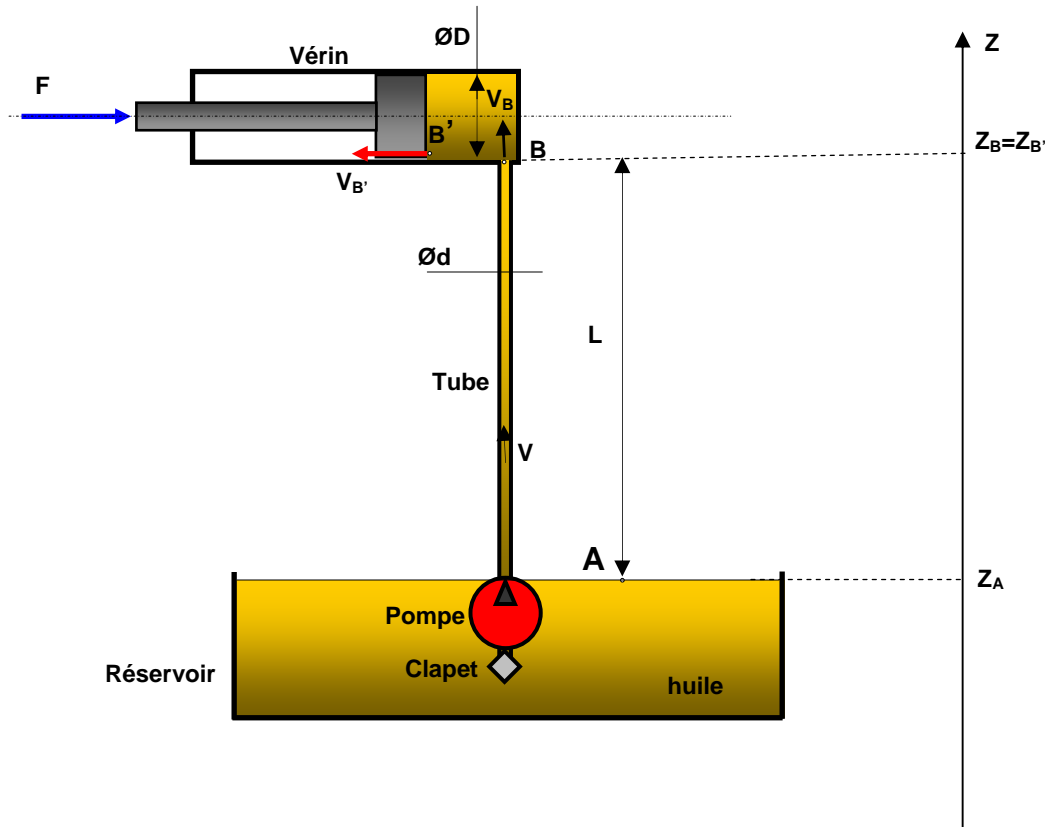 ØD
Z
Vérin
F
V_B
B’
B
Z_B=Z_B’
V_B’
Ød
L
Tube
V
A
Z_A
Pompe
Réservoir
Clapet
huile